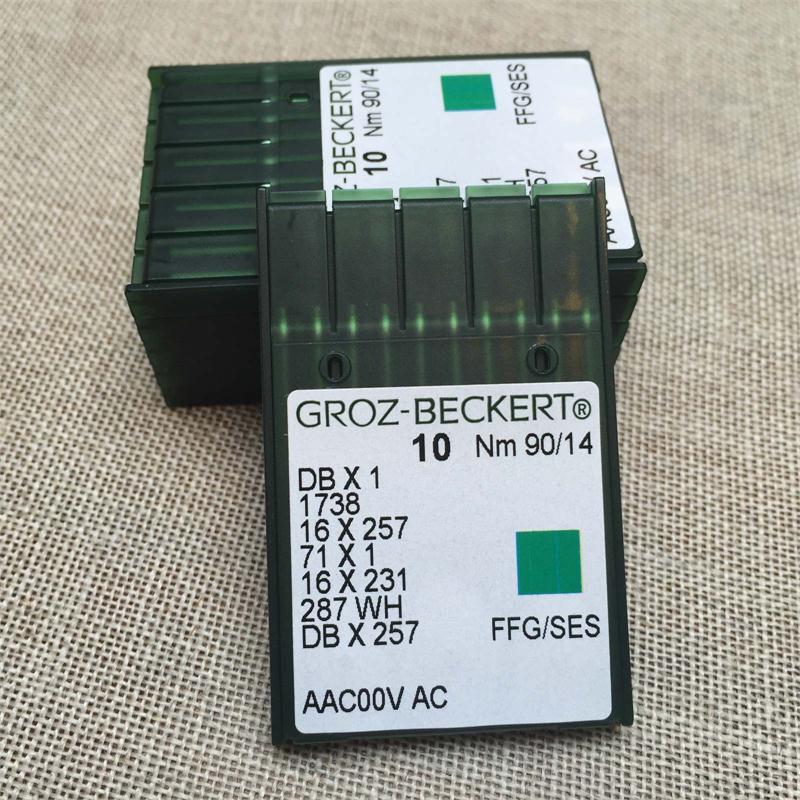 Z-BECKERT®
10 Nm 90/14
FFG/SES
GROZ-BECKERT®
10 Nm 90/14
DB X 1
1738
16 X 257
71 X 1
16 X 231
287 WH
DB X 257
FFG/SES
AAC00V AC